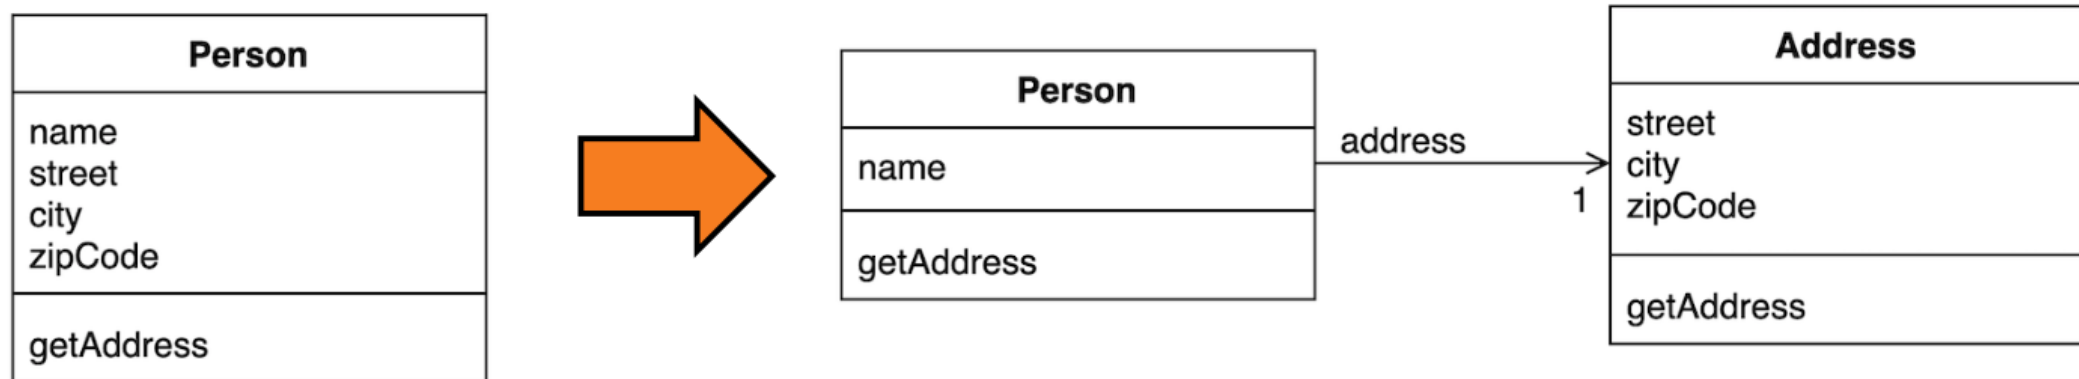 Person
name
street
city
zipCode
getAddress
Person
name
getAddress
address
1
Address
street
city
zipCode
getAddress